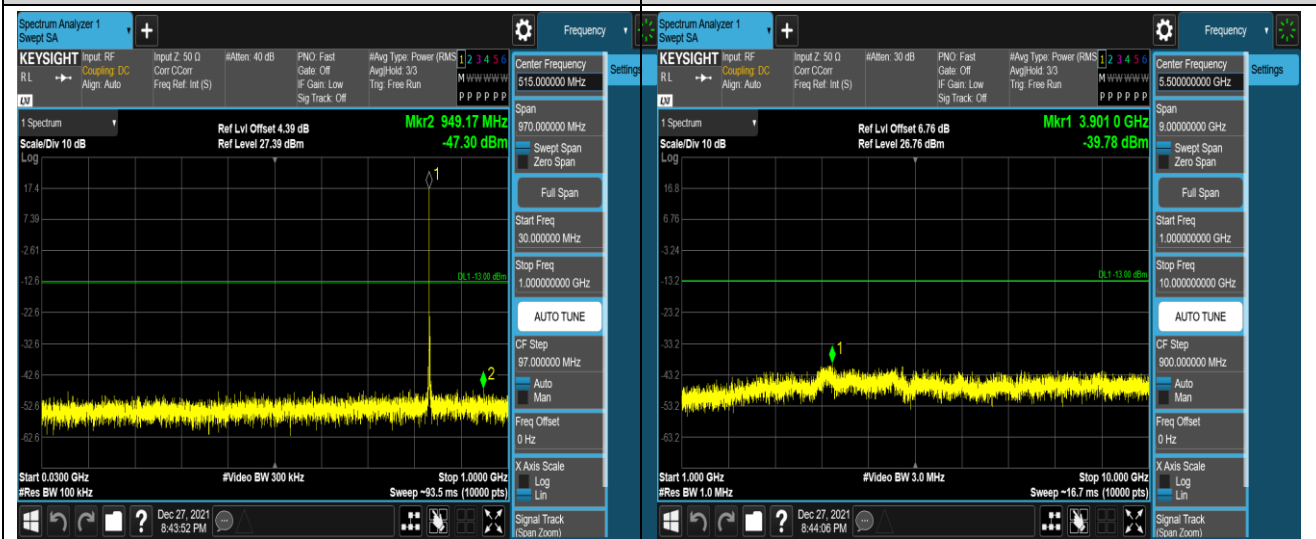 Spectrum Analyzer 1
Swept SA
Frequency
KEYSIGHT
Input: RF
Coupling: DC
Align: Auto
Input Z: 50 Ω
Corr CCorr
Freq Ref: Int (S)
#Atten: 40 dB
PNO: Fast
Gate: Off
IF Gain: Low
Sig Track: Off
#Avg Type: Power (RMS
Avg|Hold: 3/3
Trig: Free Run
1 2 3 4 5 6
M W W W W W
P P P P P P
R L
LXI
Center Frequency
515.000000 MHz
Settings
1 Spectrum
Scale/Div 10 dB
Log
Ref Lvl Offset 4.39 dB
Ref Level 27.39 dBm
Mkr2 949.17 MHz
-47.30 dBm
Span
970.000000 MHz
Swept Span
Zero Span
Full Span
Start Freq
30.000000 MHz
Stop Freq
1.000000000 GHz
AUTO TUNE
CF Step
97.000000 MHz
Auto
Man
Freq Offset
0 Hz
X Axis Scale
Log
Lin
Signal Track
(Span Zoom)
17.4
7.39
-2.61
-12.6
-22.6
-32.6
-42.6
-52.6
-62.6
1
DL1 -13.00 dBm
2
Start 0.0300 GHz
#Res BW 100 kHz
#Video BW 300 kHz
Stop 1.0000 GHz
Sweep ~93.5 ms (10000 pts)
?
Dec 27, 2021
8:43:52 PM
Spectrum Analyzer 1
Swept SA
Frequency
KEYSIGHT
Input: RF
Coupling: DC
Align: Auto
Input Z: 50 Ω
Corr CCorr
Freq Ref: Int (S)
#Atten: 30 dB
PNO: Fast
Gate: Off
IF Gain: Low
Sig Track: Off
#Avg Type: Power (RMS
Avg|Hold: 3/3
Trig: Free Run
1 2 3 4 5 6
M W W W W W
P P P P P P
R L
LXI
Center Frequency
5.500000000 GHz
Settings
1 Spectrum
Scale/Div 10 dB
Log
Ref Lvl Offset 6.76 dB
Ref Level 26.76 dBm
Mkr1 3.901 0 GHz
-39.78 dBm
Span
9.00000000 GHz
Swept Span
Zero Span
Full Span
Start Freq
1.000000000 GHz
Stop Freq
10.000000000 GHz
AUTO TUNE
CF Step
900.000000 MHz
Auto
Man
Freq Offset
0 Hz
X Axis Scale
Log
Lin
Signal Track
(Span Zoom)
16.8
6.76
-3.24
-13.2
-23.2
-33.2
-43.2
-53.2
-63.2
DL1 -13.00 dBm
1
Start 1.000 GHz
#Res BW 1.0 MHz
#Video BW 3.0 MHz
Stop 10.000 GHz
Sweep ~16.7 ms (10000 pts)
?
Dec 27, 2021
8:44:06 PM